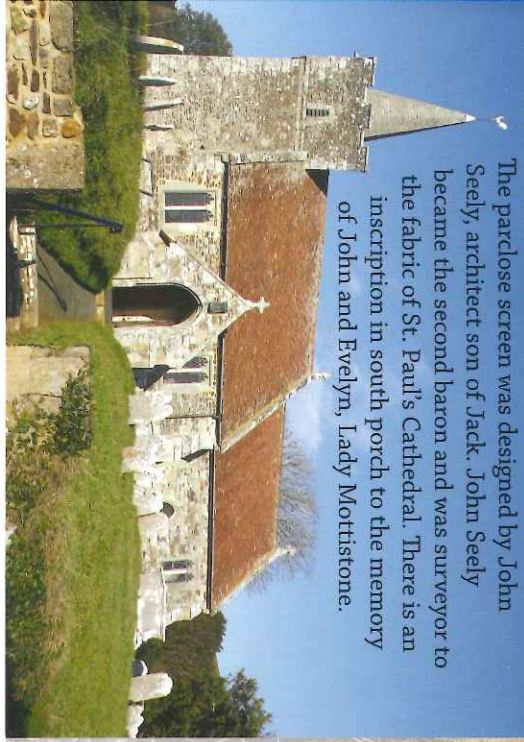 The parclose screen was designed by John
Seely, architect son of Jack. John Seely
became the second baron and was surveyor to
the fabric of St. Paul's Cathedral. There is an
inscription in south porch to the memory
of John and Evelyn, Lady Mottistone.